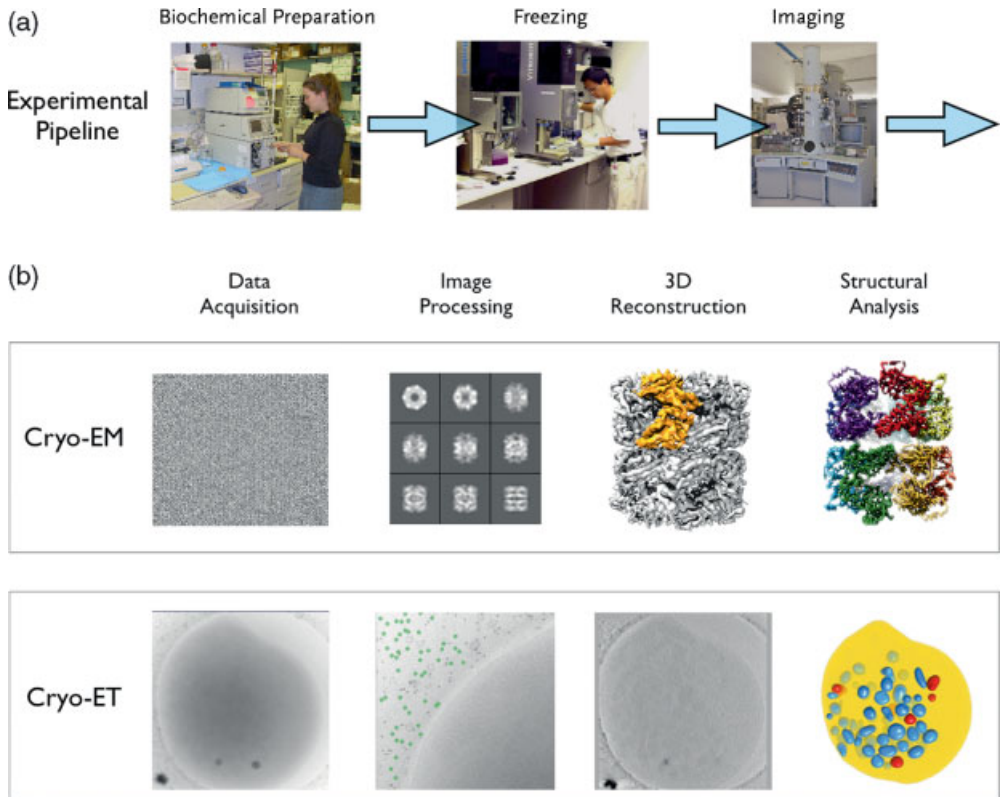 (a)
Biochemical Preparation
Freezing
Imaging
Experimental
Pipeline
(b)
Data
Acquisition
Image
Processing
3D
Reconstruction
Structural
Analysis
Cryo-EM
Cryo-ET